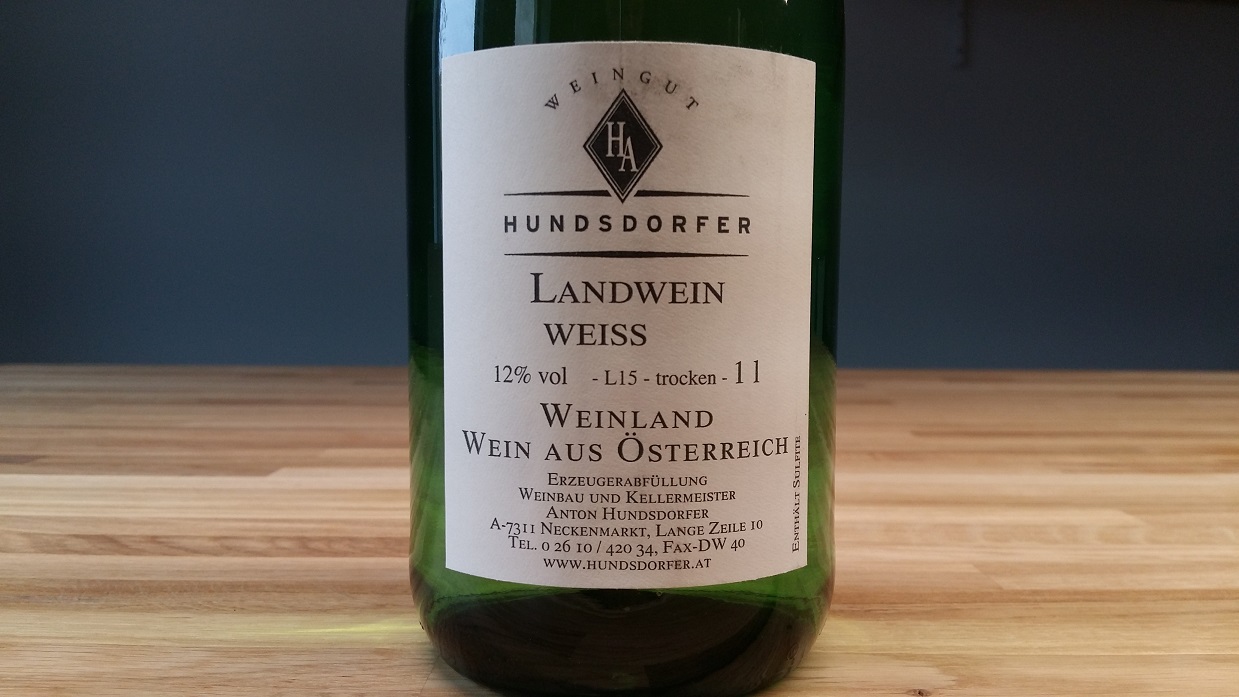 WEINGUT
HA
HUNDSDORFER
LANDWEIN
WEISS
12% vol - L15 - trocken - 1 l
WEINLAND
WEIN AUS ÖSTERREICH
ERZEUGERABFÜLLUNG
WEINBAU UND KELLERMEISTER
ANTON HUNDSDORFER
A-7311 NECKENMARKT, LANGE ZEILE 10
TEL. 0 26 10 / 420 34, FAX-DW 40
WWW.HUNDSDORFER.AT
ENTHÄLT SULFITE